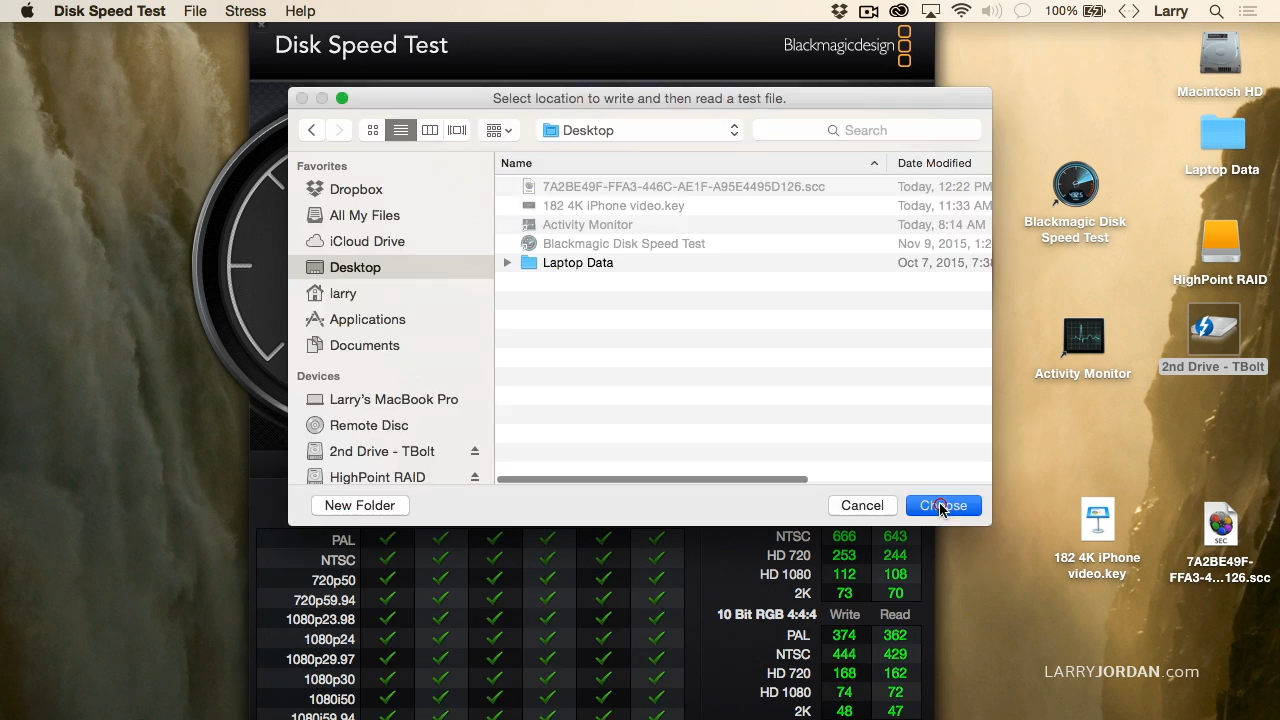 Disk Speed Test File Stress Help 100% Larry
Disk Speed Test
Blackmagicdesign
Select location to write and then read a test file.
Desktop
Search
Favorites
Dropbox
All My Files
iCloud Drive
Desktop
larry
Applications
Documents
Devices
Larry's MacBook Pro
Remote Disc
2nd Drive - TBolt
HighPoint RAID
Name Date Modified
7A2BE49F-FFA3-446C-AE1F-A95E4495D126.scc Today, 12:22 PM
182 4K iPhone video.key Today, 11:33 AM
Activity Monitor Today, 8:14 AM
Blackmagic Disk Speed Test Nov 9, 2015, 1:2
Laptop Data Oct 7, 2015, 7:38
New Folder Cancel Choose
PAL
NTSC
720p50
720p59.94
1080p23.98
1080p24
1080p29.97
1080p30
1080i50
1080i59.94
NTSC 666 643
HD 720 253 244
HD 1080 112 108
2K 73 70
10 Bit RGB 4:4:4 Write Read
PAL 374 362
NTSC 444 429
HD 720 168 162
HD 1080 74 72
2K 48 47
Macintosh HD
Laptop Data
Blackmagic Disk
Speed Test
HighPoint RAID
Activity Monitor
2nd Drive - TBolt
182 4K iPhone
video.key
SEC
7A2BE49F-
FFA3-4...126.scc
LARRYJORDAN.com